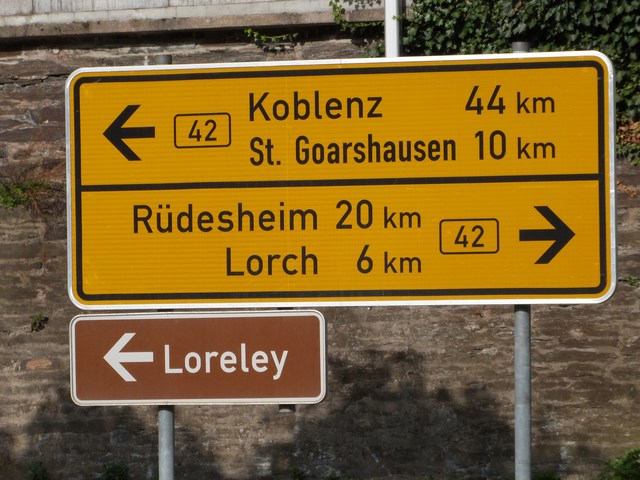 42 Koblenz 44 km
St. Goarshausen 10 km
Rüdesheim 20 km 42
Lorch 6 km
Loreley